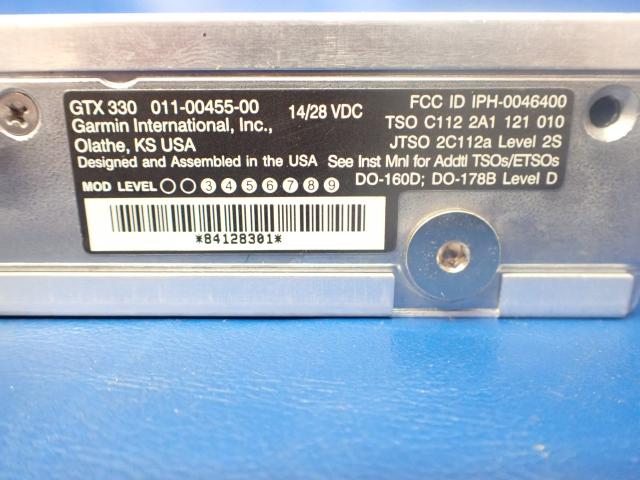 GTX 330 011-00455-00 14/28 VDC
Garmin International, Inc.,
Olathe, KS USA
Designed and Assembled in the USA
MOD LEVEL 3 4 5 6 7 8 9
*84128301*
FCC ID IPH-0046400
TSO C112 2A1 121 010
JTSO 2C112a Level 2S
See Inst Mnl for Addtl TSOs/ETSOs
DO-160D; DO-178B Level D